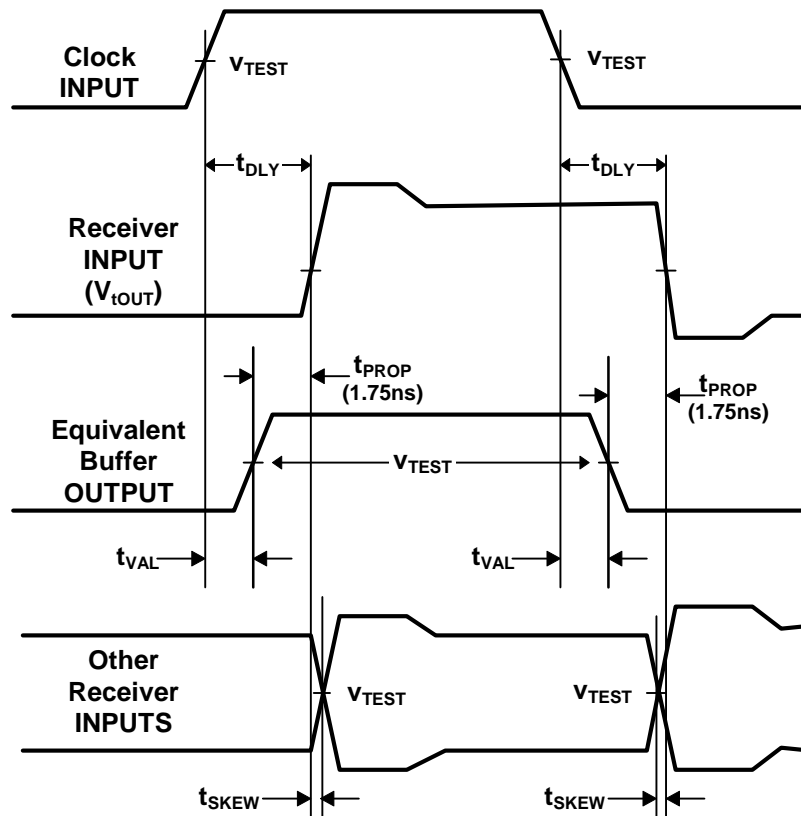 Clock
INPUT
VTEST
VTEST
tDLY
tDLY
Receiver
INPUT
(VtOUT)
tPROP
(1.75ns)
tPROP
(1.75ns)
Equivalent
Buffer
OUTPUT
VTEST
tVAL
tVAL
Other
Receiver
INPUTS
VTEST
VTEST
tSKEW
tSKEW